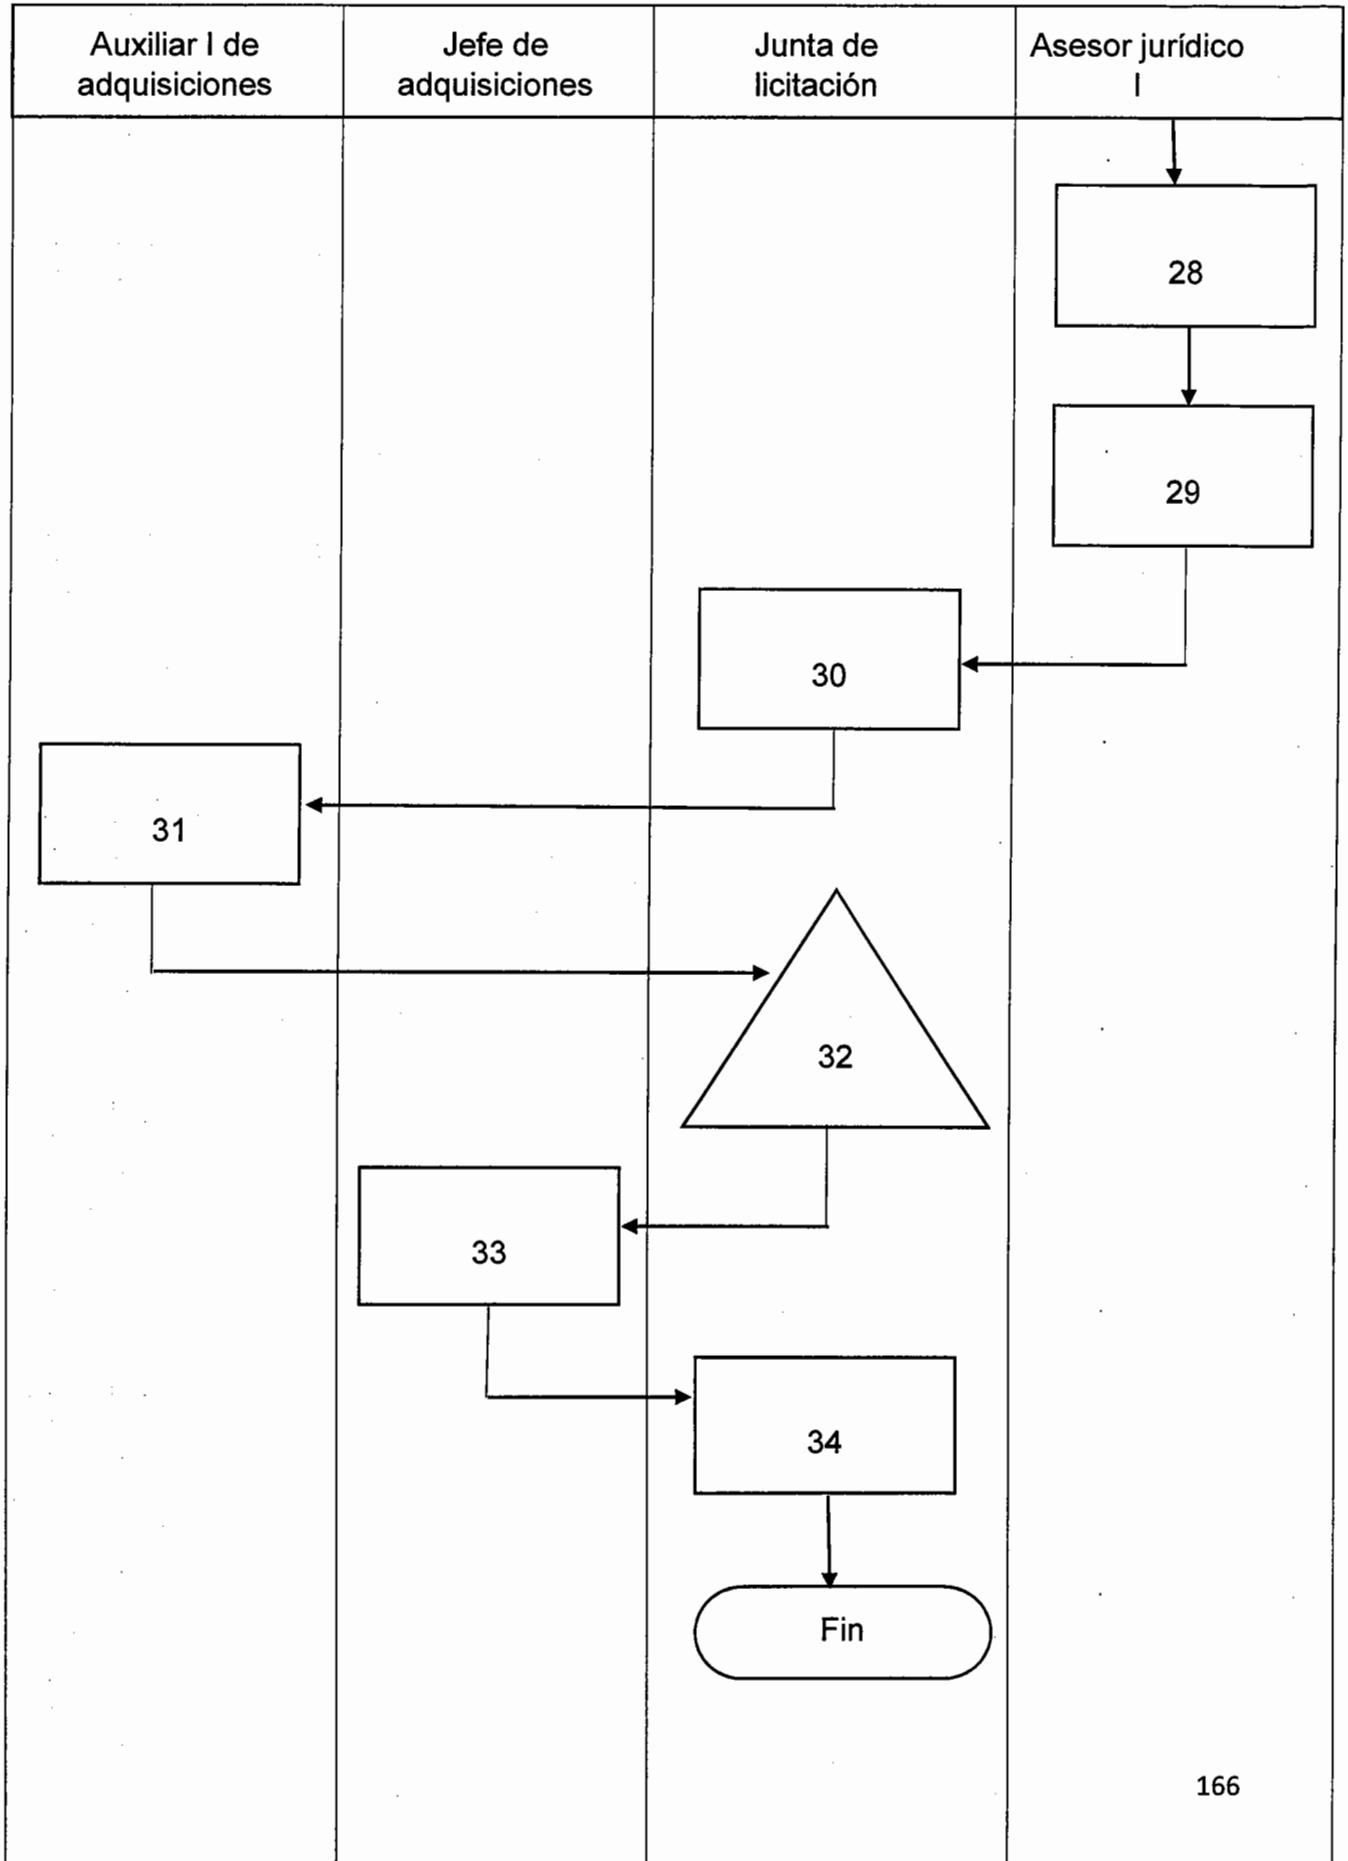 Auxiliar I de
adquisiciones
Jefe de
adquisiciones
Junta de
licitación
Asesor jurídico
I
28
29
30
31
32
33
34
Fin
166